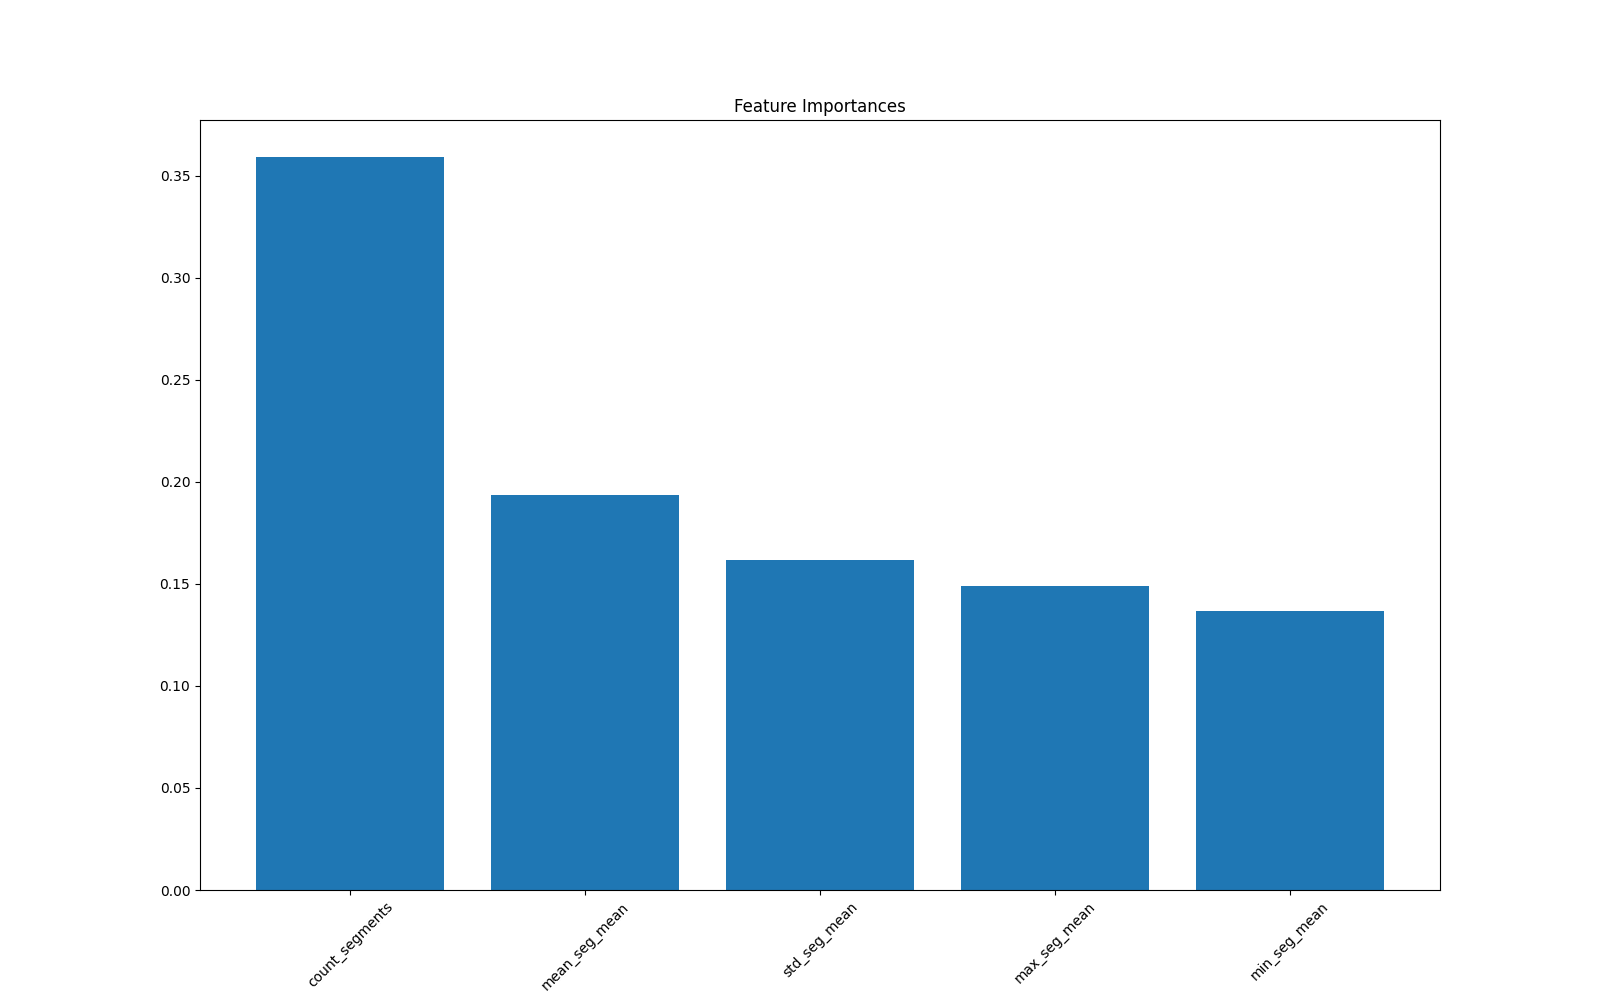 Feature Importances
0.35
0.30
0.25
0.20
0.15
0.10
0.05
0.00
count_segments
mean_seg_mean
std_seg_mean
max_seg_mean
min_seg_mean